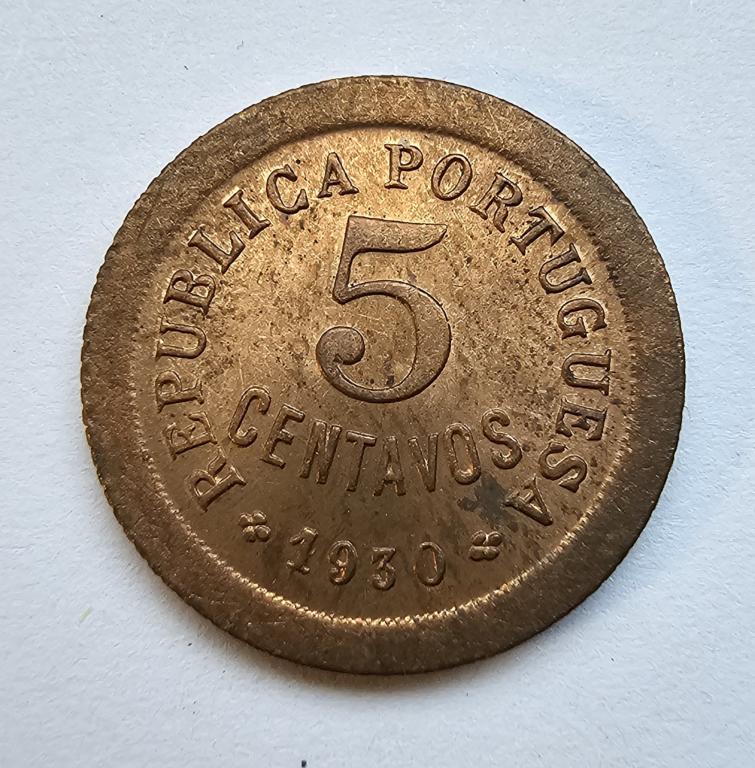 REPUBLICA PORTUGUESA
5
CENTAVOS
1930